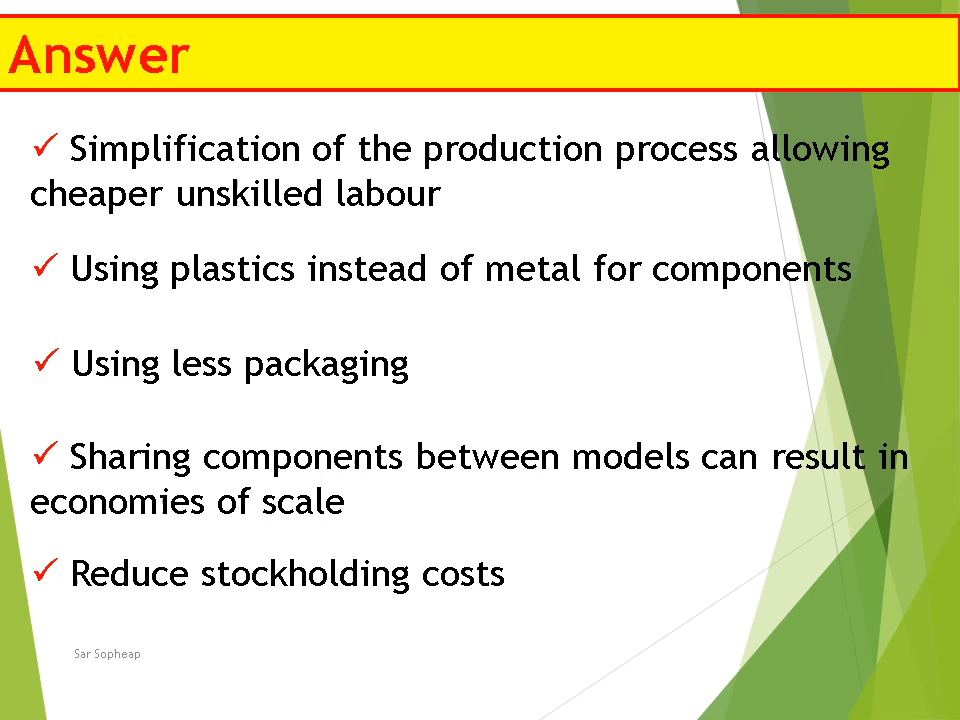 Answer
✓ Simplification of the production process allowing
cheaper unskilled labour
✓ Using plastics instead of metal for components
✓ Using less packaging
✓ Sharing components between models can result in
economies of scale
✓ Reduce stockholding costs
Sar Sopheap